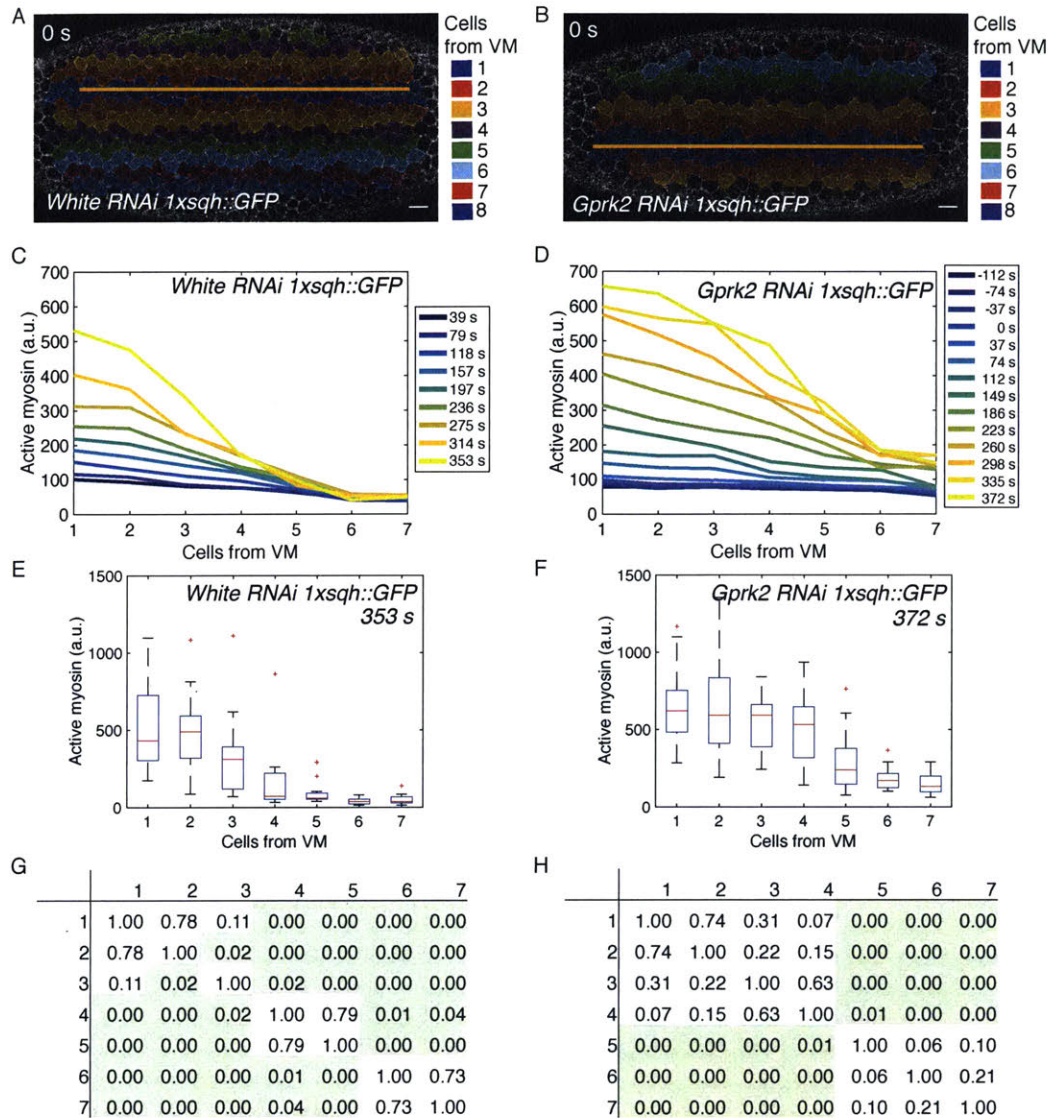 A
0 s
White RNAi 1xsqh::GFP
Cells
from VM
1
2
3
4
5
6
7
8
B
0 s
Gprk2 RNAi 1xsqh::GFP
Cells
from VM
1
2
3
4
5
6
7
8
C
White RNAi 1xsqh::GFP
Active myosin (a.u.)
700
600
500
400
300
200
100
0
1 2 3 4 5 6 7
Cells from VM
39 s
79 s
118 s
157 s
197 s
236 s
275 s
314 s
353 s
D
Gprk2 RNAi 1xsqh::GFP
Active myosin (a.u.)
700
600
500
400
300
200
100
0
1 2 3 4 5 6 7
Cells from VM
-112 s
-74 s
-37 s
0 s
37 s
74 s
112 s
149 s
186 s
223 s
260 s
298 s
335 s
372 s
E
White RNAi 1xsqh::GFP
353 s
Active myosin (a.u.)
1500
1000
500
0
1 2 3 4 5 6 7
Cells from VM
F
Gprk2 RNAi 1xsqh::GFP
372 s
Active myosin (a.u.)
1500
1000
500
0
1 2 3 4 5 6 7
Cells from VM
G
1 2 3 4 5 6 7
1 1.00 0.78 0.11 0.00 0.00 0.00 0.00
2 0.78 1.00 0.02 0.00 0.00 0.00 0.00
3 0.11 0.02 1.00 0.02 0.00 0.00 0.00
4 0.00 0.00 0.02 1.00 0.79 0.01 0.04
5 0.00 0.00 0.00 0.79 1.00 0.00 0.00
6 0.00 0.00 0.00 0.01 0.00 1.00 0.73
7 0.00 0.00 0.00 0.04 0.00 0.73 1.00
H
1 2 3 4 5 6 7
1 1.00 0.74 0.31 0.07 0.00 0.00 0.00
2 0.74 1.00 0.22 0.15 0.00 0.00 0.00
3 0.31 0.22 1.00 0.63 0.00 0.00 0.00
4 0.07 0.15 0.63 1.00 0.01 0.00 0.00
5 0.00 0.00 0.00 0.01 1.00 0.06 0.10
6 0.00 0.00 0.00 0.00 0.06 1.00 0.21
7 0.00 0.00 0.00 0.00 0.10 0.21 1.00